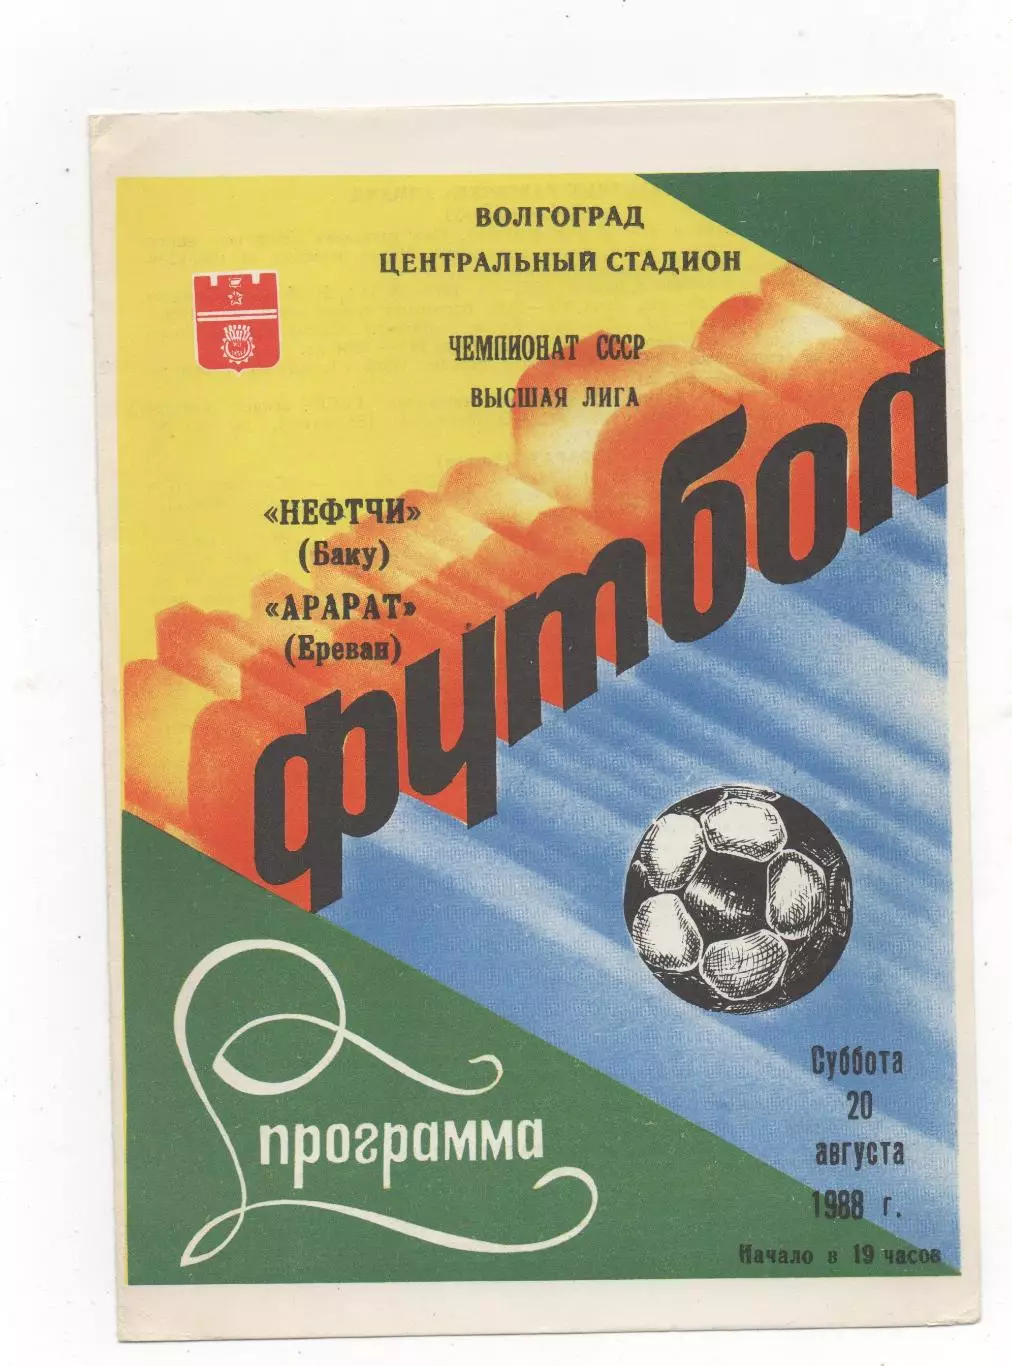 ВОЛГОГРАД
ЦЕНТРАЛЬНЫЙ СТАДИОН
ЧЕМПИОНАТ СССР
ВЫСШАЯ ЛИГА
«НЕФТЧИ»
(Баку)
«АРАРАТ»
(Ереван)
футбол
программа
Суббота
20
августа
1988 г.
Начало в 19 часов